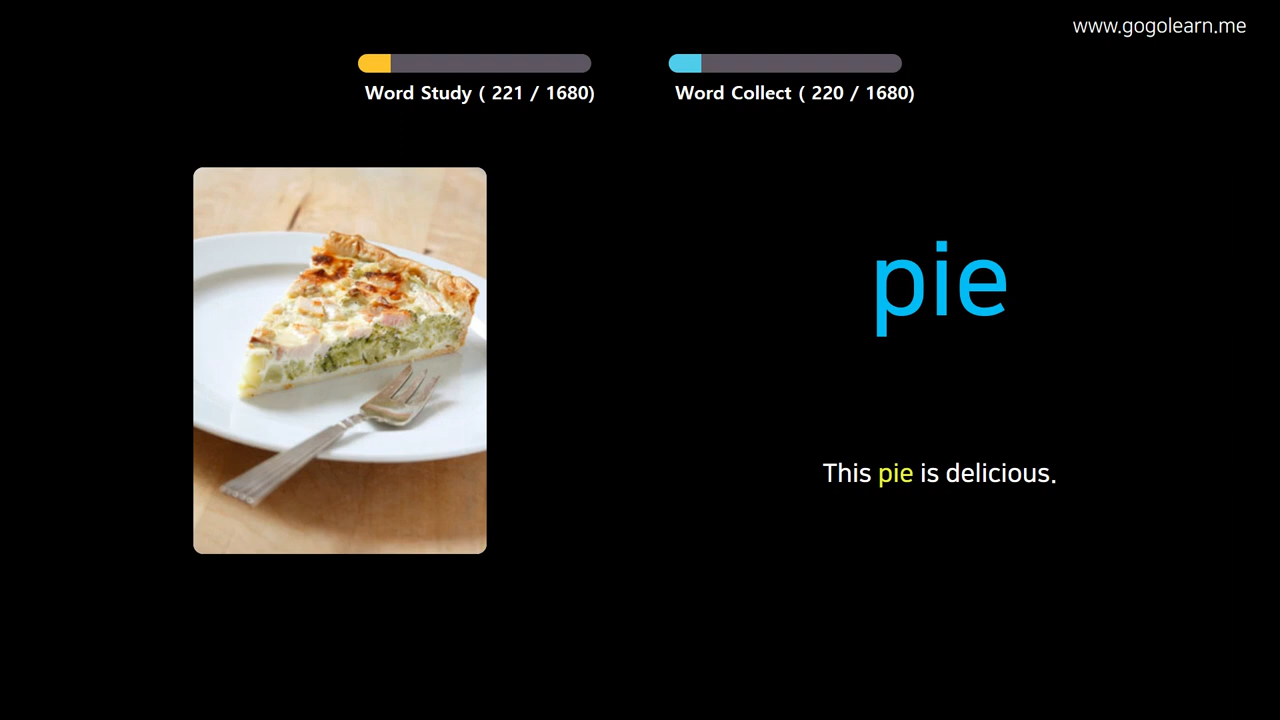 www.gogolearn.me
Word Study ( 221 / 1680)
Word Collect ( 220 / 1680)
pie
This pie is delicious.